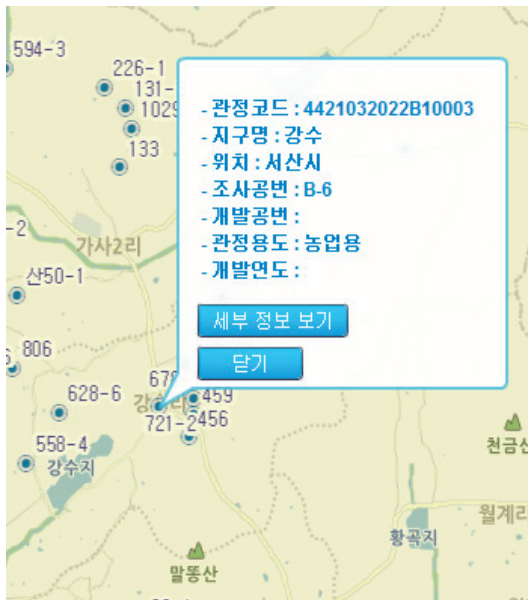 594-3
226-1
131-
1029
133
- 관정코드 : 4421032022B10003
- 지구명 : 강수
- 위치 : 서산시
- 조사공번 : B-6
- 개발공번 :
- 관정용도 : 농업용
- 개발연도 :
세부 정보 보기
닫기
-2
가사2리
산50-1
806
628-6
459
721-2
456
558-4
강수지
천금산
월계리
황곡지
말똥산